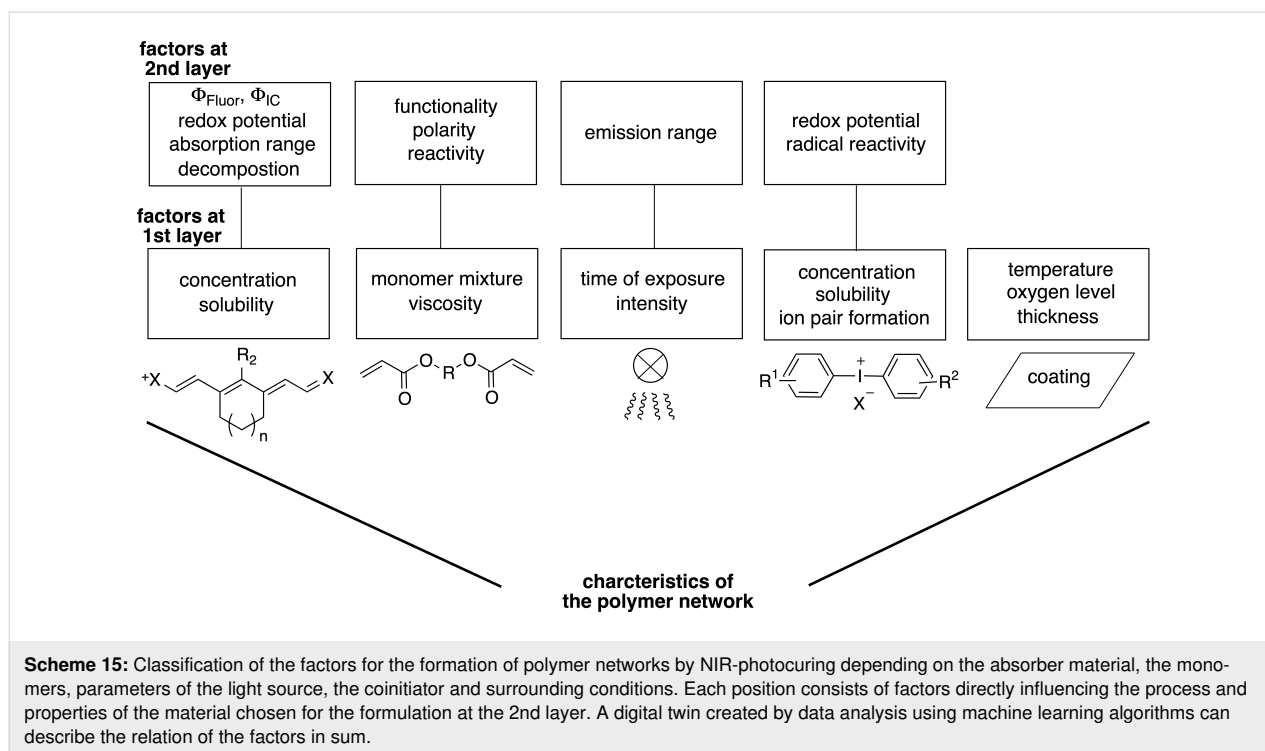 factors at
2nd layer
ΦFluor, ΦIC
redox potential
absorption range
decompostion
functionality
polarity
reactivity
emission range
redox potential
radical reactivity
factors at
1st layer
concentration
solubility
monomer mixture
viscosity
time of exposure
intensity
concentration
solubility
ion pair formation
temperature
oxygen level
thickness
R2
+X
X
n
O
R
O
O
O
R1
+
I
X−
R2
coating
charcteristics of
the polymer network
Scheme 15: Classification of the factors for the formation of polymer networks by NIR-photocuring depending on the absorber material, the mono-
mers, parameters of the light source, the coinitiator and surrounding conditions. Each position consists of factors directly influencing the process and
properties of the material chosen for the formulation at the 2nd layer. A digital twin created by data analysis using machine learning algorithms can
describe the relation of the factors in sum.